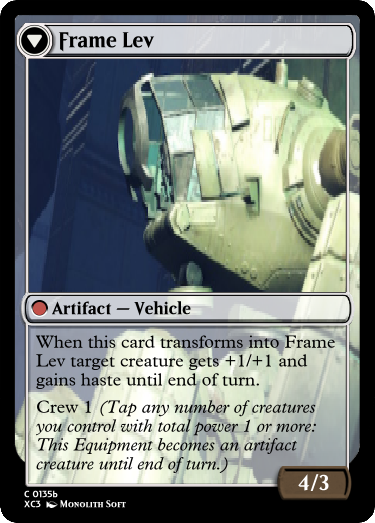 Frame Lev
Artifact — Vehicle
When this card transforms into Frame
Lev target creature gets +1/+1 and
gains haste until end of turn.
Crew 1 (Tap any number of creatures
you control with total power 1 or more:
This Equipment becomes an artifact
creature until end of turn.)
4/3
C 0135b
XC3 Monolith Soft